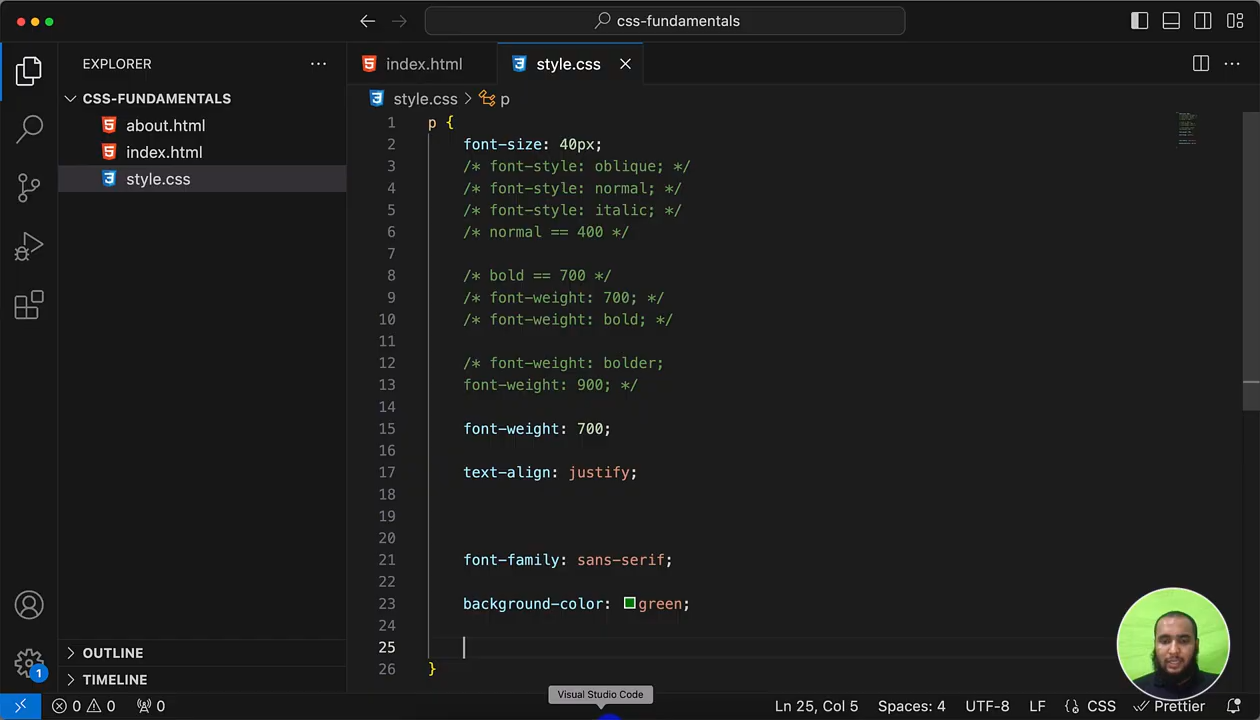 css-fundamentals
EXPLORER
index.html
style.css
CSS-FUNDAMENTALS
about.html
index.html
style.css
style.css > p
1 p {
2 font-size: 40px;
3 /* font-style: oblique; */
4 /* font-style: normal; */
5 /* font-style: italic; */
6 /* normal == 400 */
7
8 /* bold == 700 */
9 /* font-weight: 700; */
10 /* font-weight: bold; */
11
12 /* font-weight: bolder;
13 font-weight: 900; */
14
15 font-weight: 700;
16
17 text-align: justify;
18
19
20
21 font-family: sans-serif;
22
23 background-color: green;
24
25
26 }
OUTLINE
TIMELINE
1
Visual Studio Code
0 0 0
Ln 25, Col 5 Spaces: 4 UTF-8 LF {} CSS Prettier